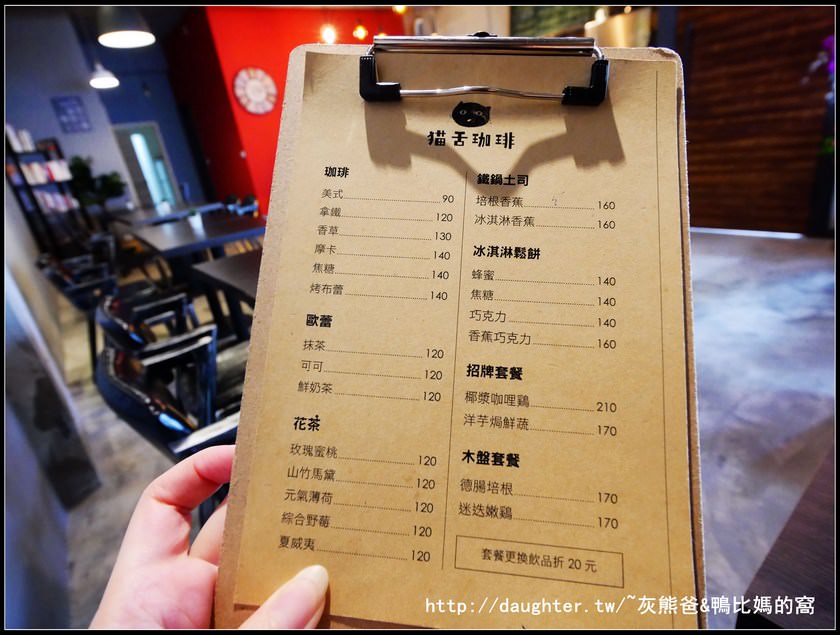 猫舌珈琲
珈琲
美式 90
拿鐵 120
香草 130
摩卡 140
焦糖 140
烤布蕾 140
歐蕾
抹茶 120
可可 120
鮮奶茶 120
花茶
玫瑰蜜桃 120
山竹馬黛 120
元氣薄荷 120
綜合野莓 120
夏威夷 120
鐵鍋土司
培根香蕉 160
冰淇淋香蕉 160
冰淇淋鬆餅
蜂蜜 140
焦糖 140
巧克力 140
香蕉巧克力 160
招牌套餐
椰漿咖哩鷄 210
洋芋焗鮮蔬 170
木盤套餐
德腸培根 170
迷迭嫩鷄 170
套餐更換飲品折 20 元
http://daughter.tw/~灰熊爸&鴨比媽的窩